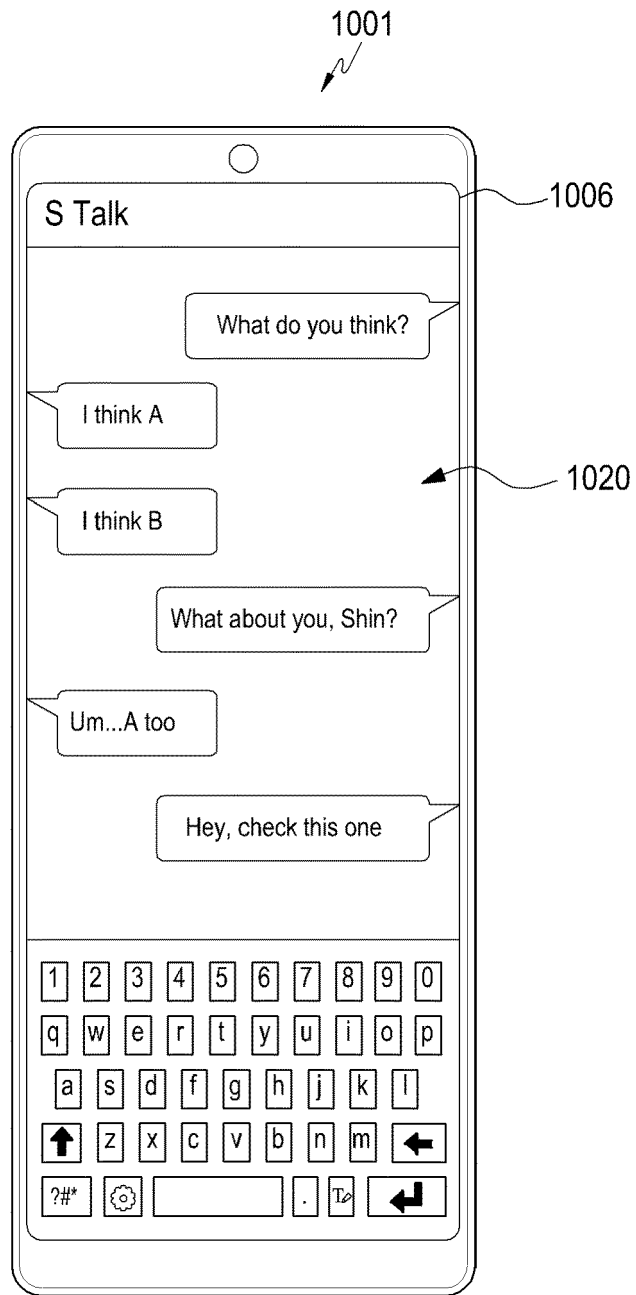 1001
1006
S Talk
What do you think?
I think A
1020
I think B
What about you, Shin?
Um...A too
Hey, check this one
1 2 3 4 5 6 7 8 9 0
q w e r t y u i o p
a s d f g h j k l
z x c v b n m
?#* . T